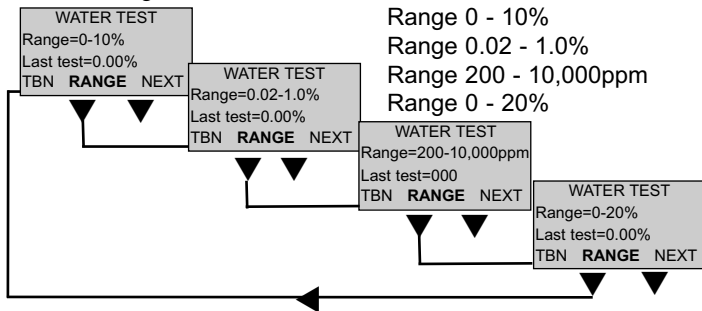 WATER TEST
Range=0-10%
Last test=0.00%
TBN RANGE NEXT
Range 0 - 10%
Range 0.02 - 1.0%
Range 200 - 10,000ppm
Range 0 - 20%
WATER TEST
Range=0.02-1.0%
Last test=0.00%
TBN RANGE NEXT
WATER TEST
Range=200-10,000ppm
Last test=000
TBN RANGE NEXT
WATER TEST
Range=0-20%
Last test=0.00%
TBN RANGE NEXT